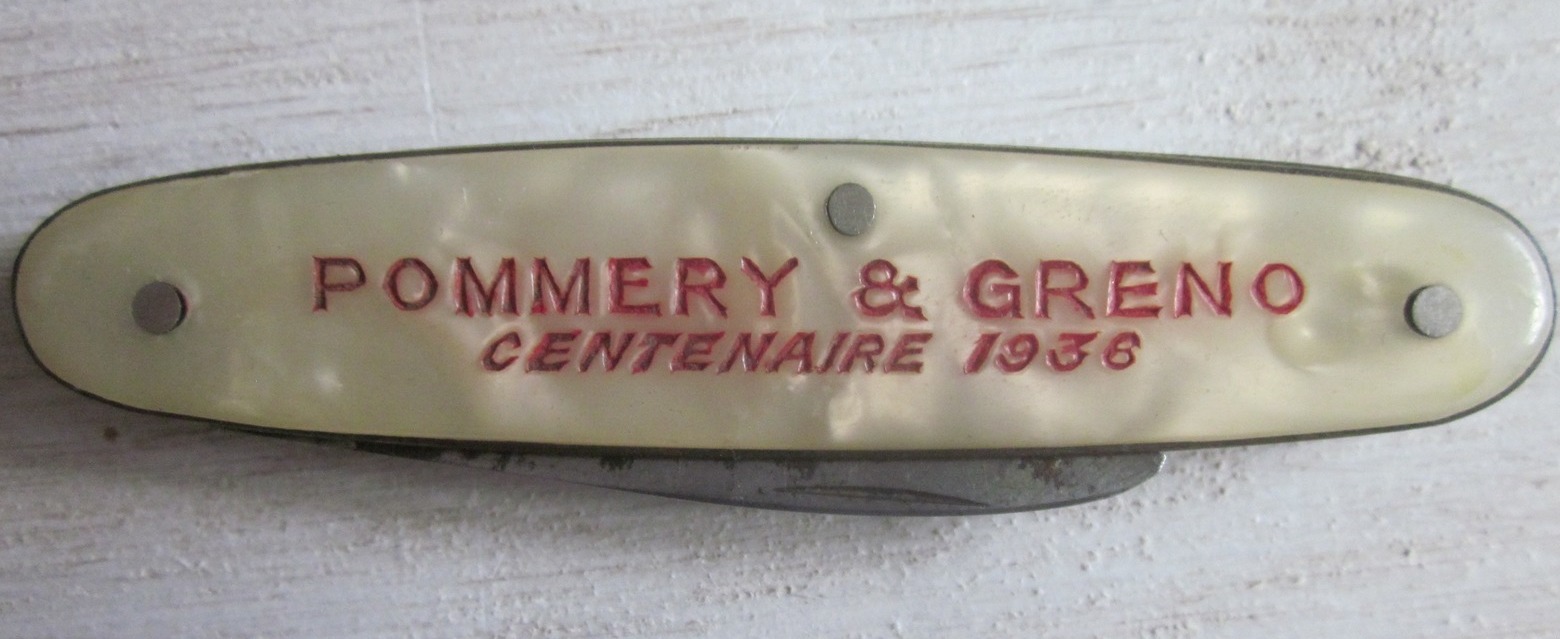 POMMERY & GRENO
CENTENAIRE 1936